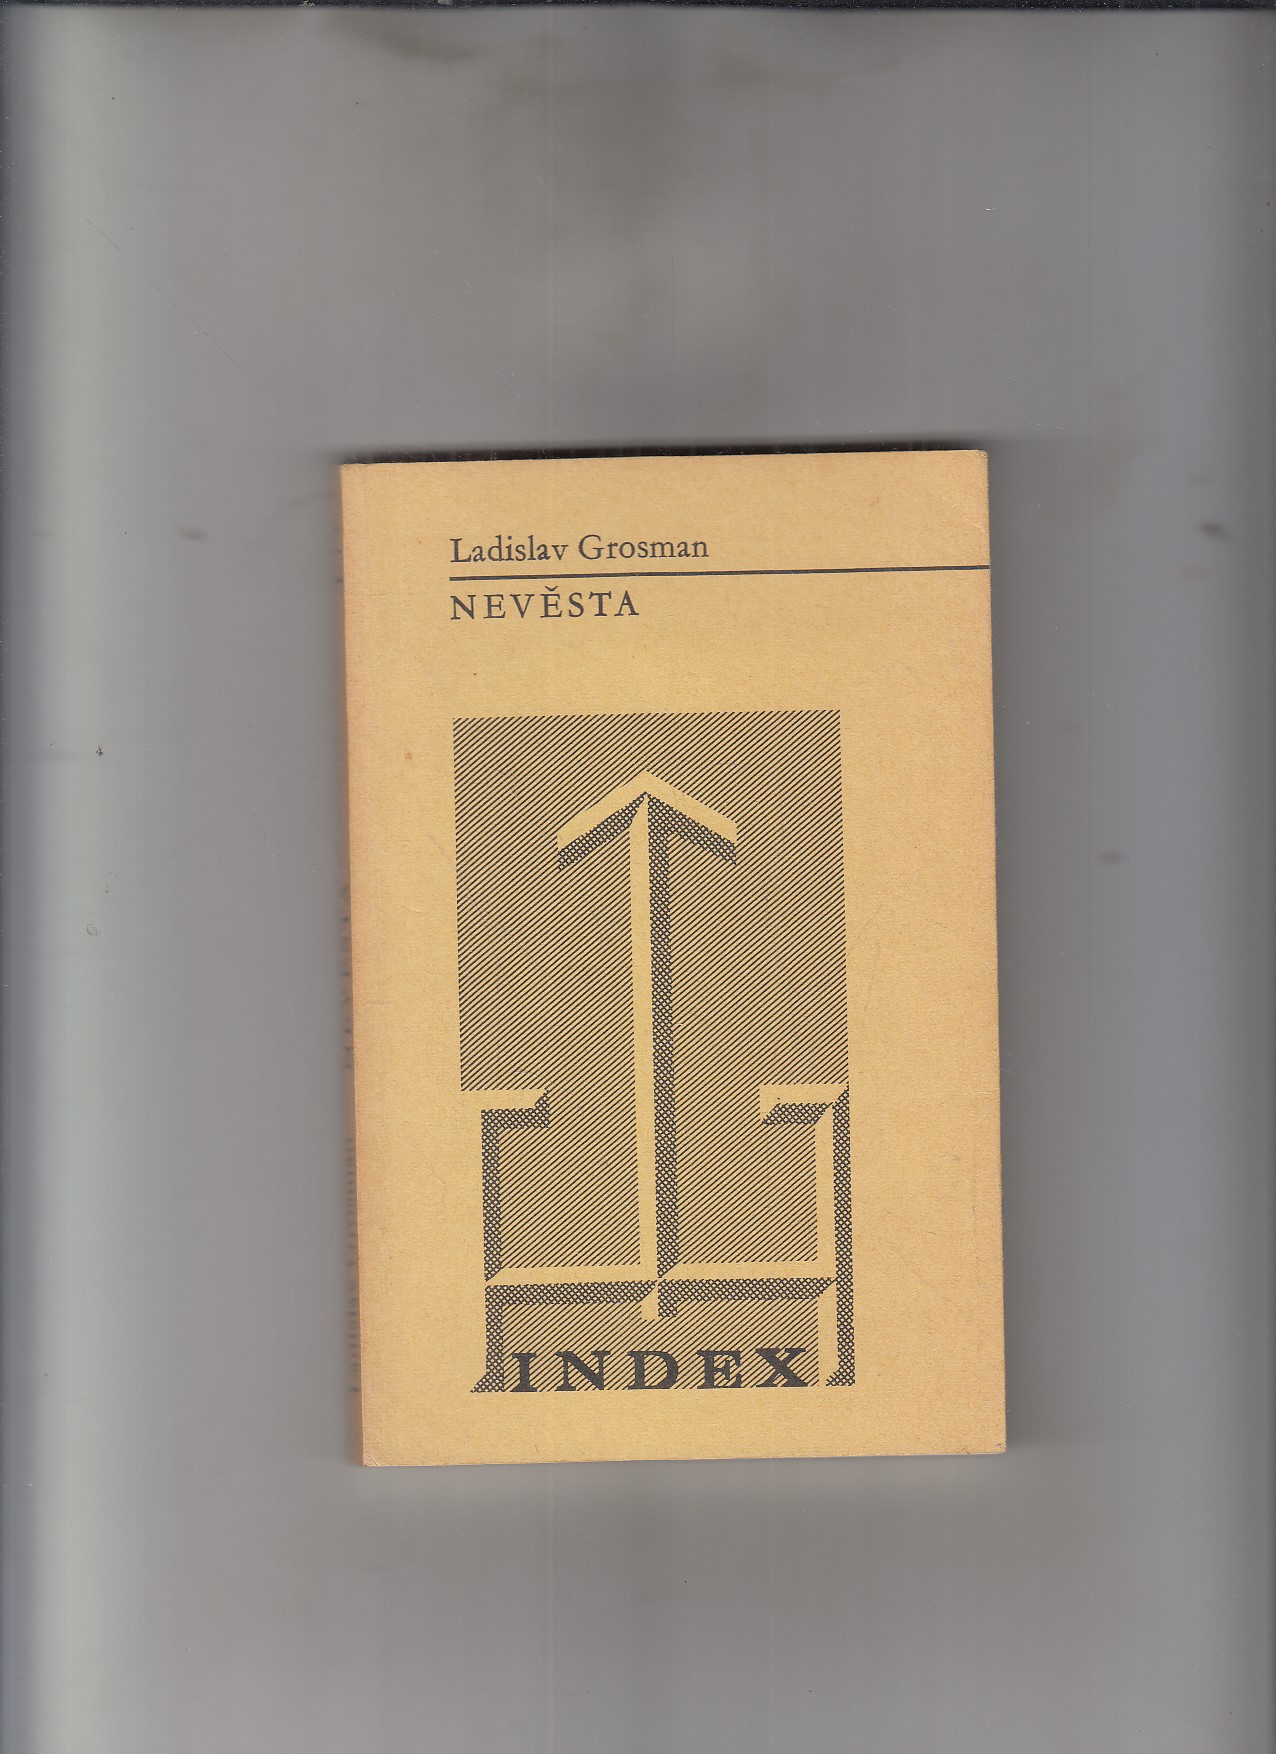 Ladislav Grosman
NEVĚSTA
INDEX